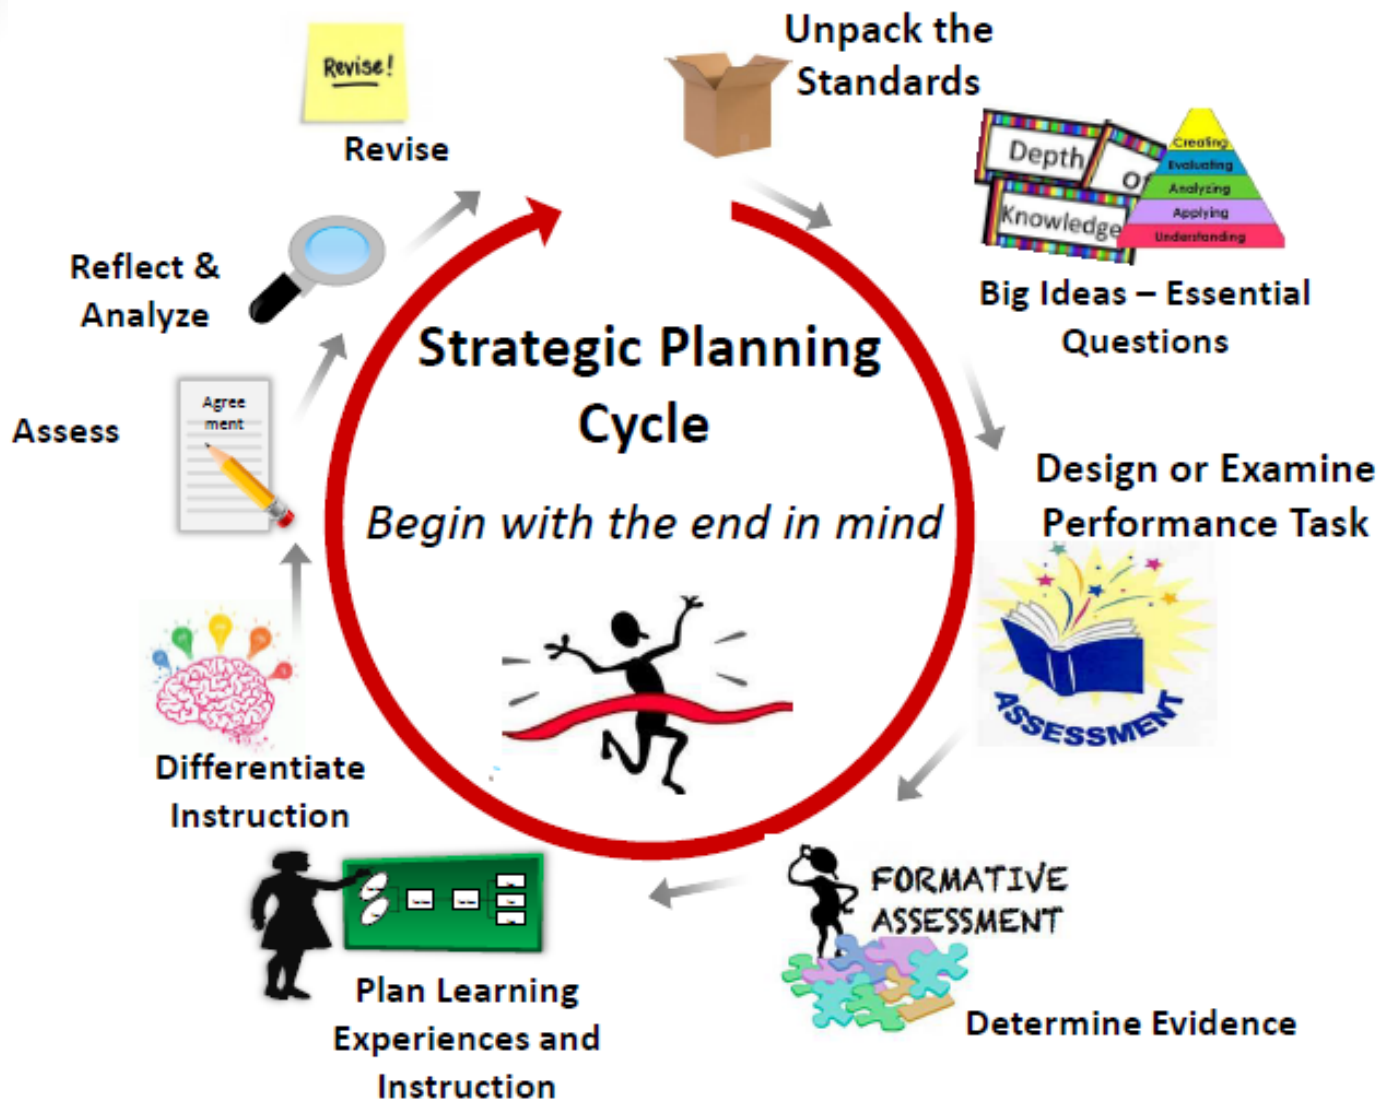 Revise!
Revise
Unpack the
Standards
Depth
Of
Knowledge
Creating
Evaluating
Analyzing
Applying
Understanding
Big Ideas – Essential
Questions
Reflect &
Analyze
Strategic Planning
Cycle
Begin with the end in mind
Agree
ment
Assess
Design or Examine
Performance Task
ASSESSMENT
Differentiate
Instruction
FORMATIVE
ASSESSMENT
Determine Evidence
Plan Learning
Experiences and
Instruction